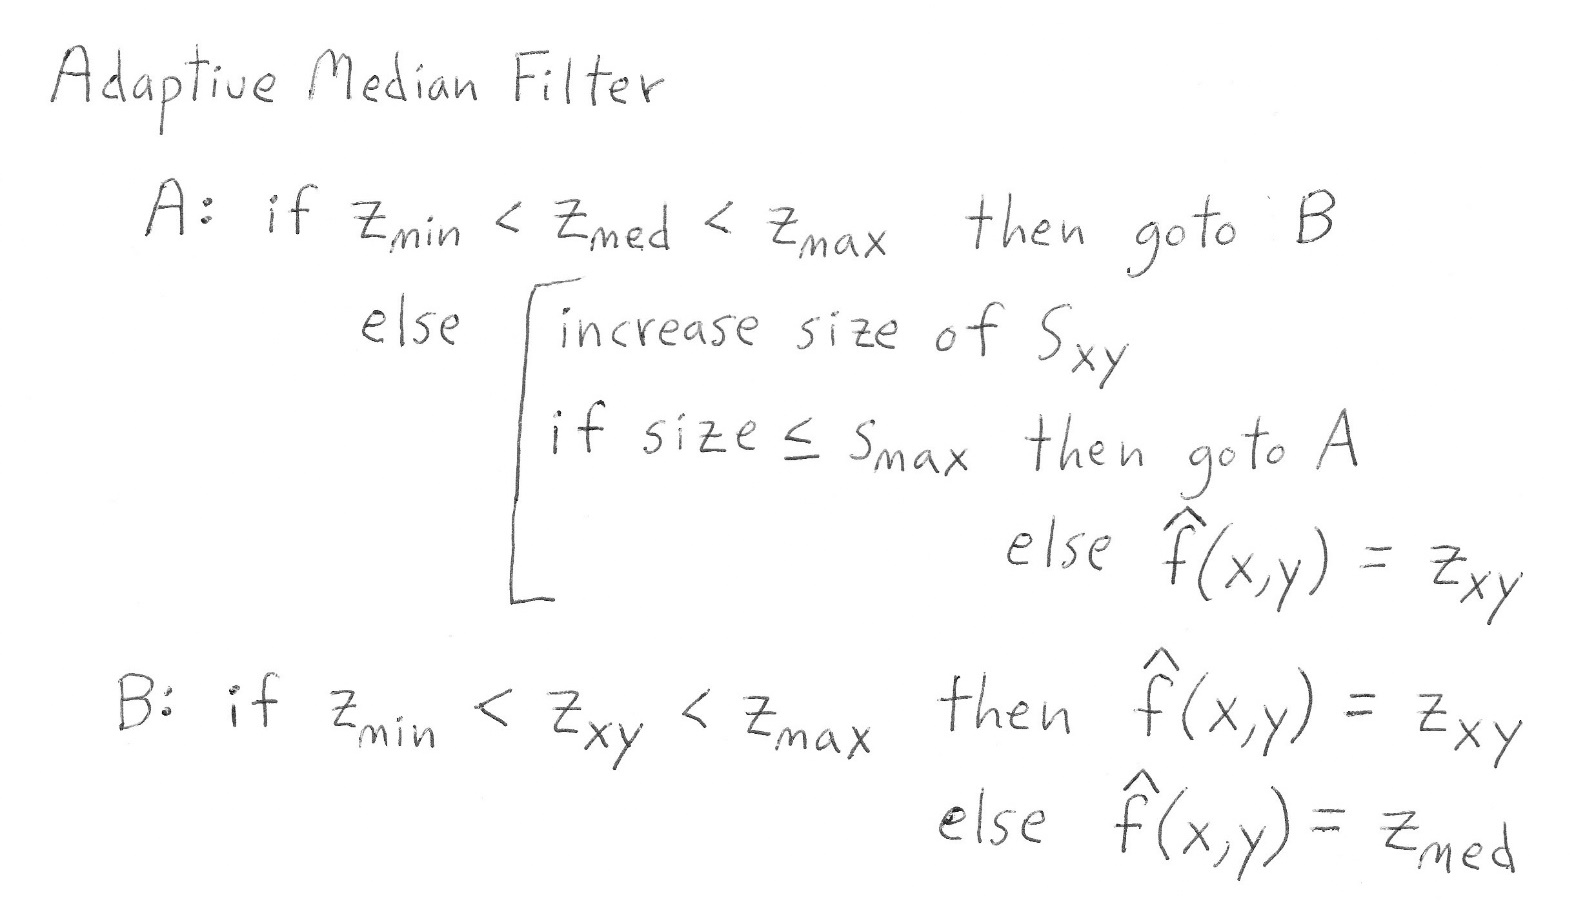 Adaptive Median Filter
A: if z_min < z_med < z_max then goto B
else increase size of S_xy
if size ≤ S_max then goto A
else f̂(x,y) = z_xy
B: if z_min < z_xy < z_max then f̂(x,y) = z_xy
else f̂(x,y) = z_med